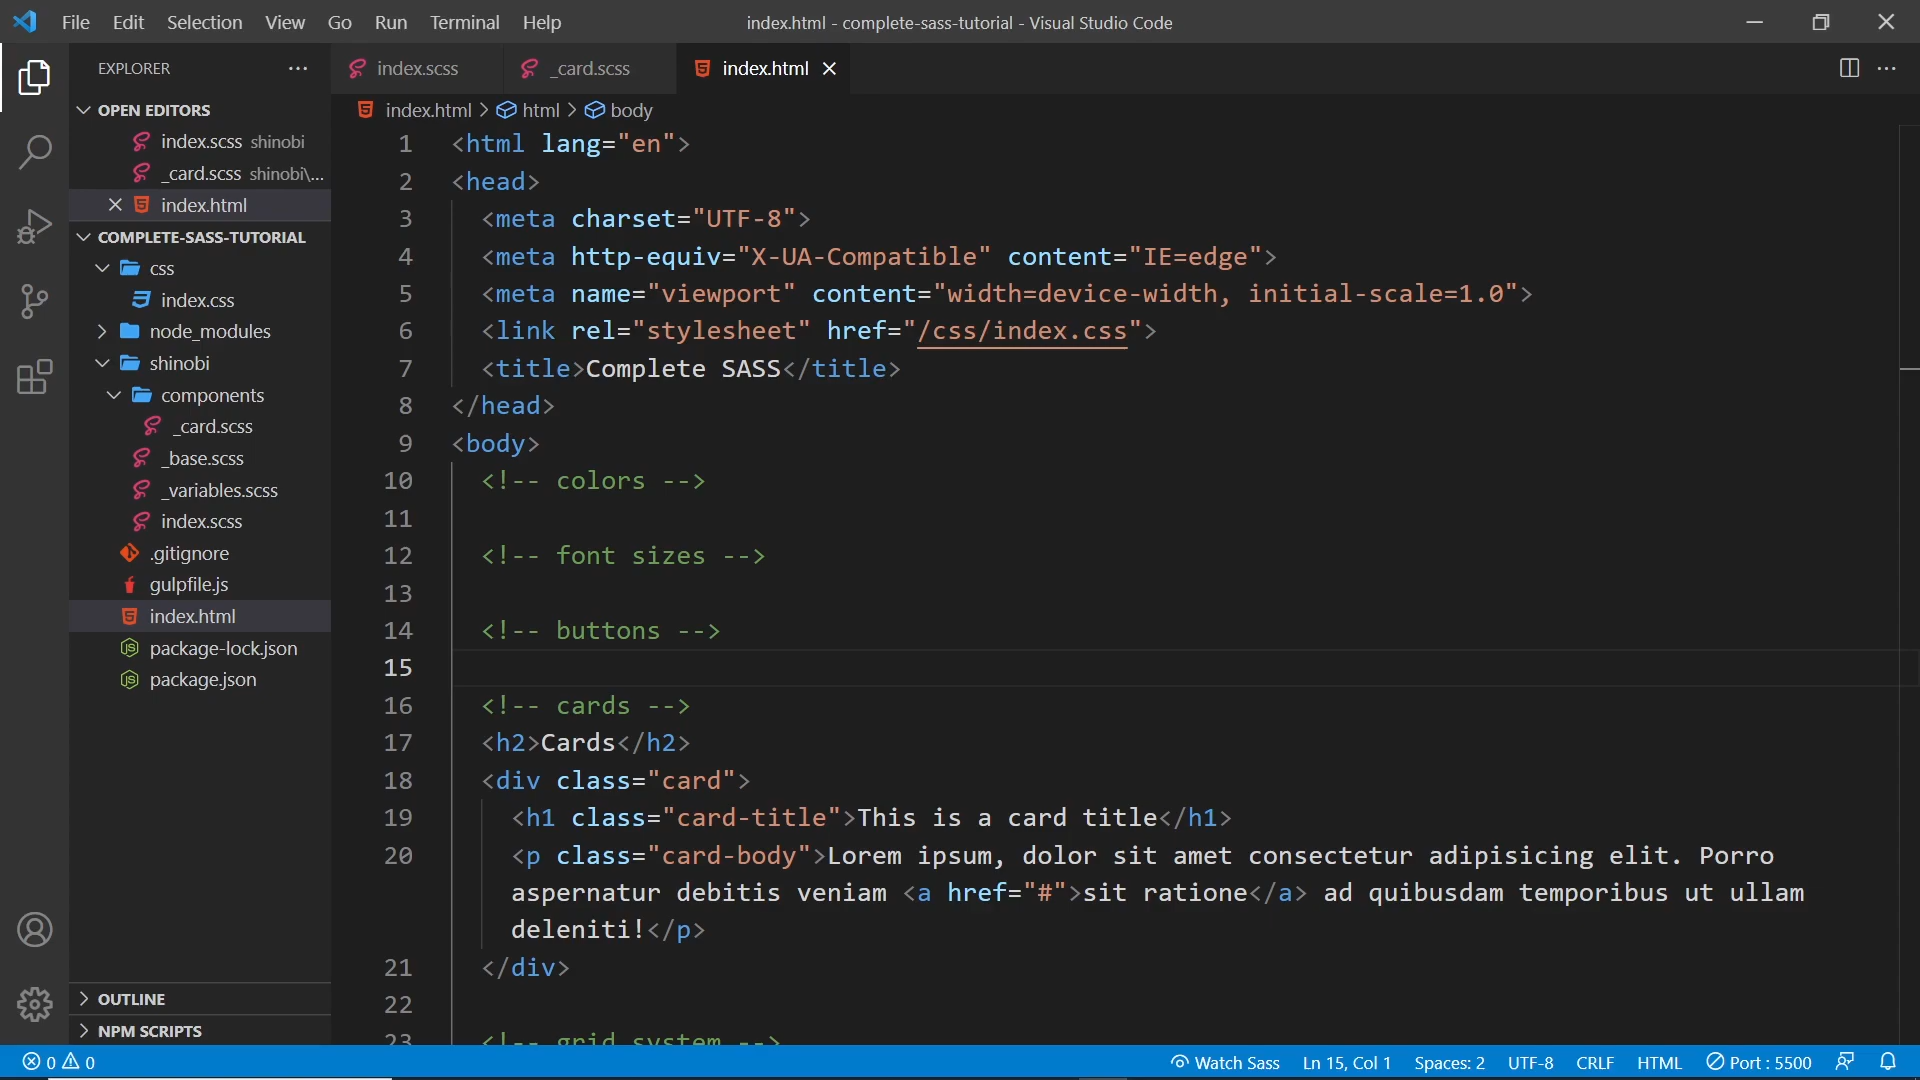 File Edit Selection View Go Run Terminal Help
index.html - complete-sass-tutorial - Visual Studio Code
EXPLORER
OPEN EDITORS
index.scss shinobi
_card.scss shinobi\...
index.html
COMPLETE-SASS-TUTORIAL
css
index.css
node_modules
shinobi
components
_card.scss
_base.scss
_variables.scss
index.scss
.gitignore
gulpfile.js
index.html
package-lock.json
package.json
OUTLINE
NPM SCRIPTS
index.scss _card.scss index.html
index.html > html > body
1 <html lang="en">
2 <head>
3 <meta charset="UTF-8">
4 <meta http-equiv="X-UA-Compatible" content="IE=edge">
5 <meta name="viewport" content="width=device-width, initial-scale=1.0">
6 <link rel="stylesheet" href="/css/index.css">
7 <title>Complete SASS</title>
8 </head>
9 <body>
10 <!-- colors -->
11
12 <!-- font sizes -->
13
14 <!-- buttons -->
15
16 <!-- cards -->
17 <h2>Cards</h2>
18 <div class="card">
19 <h1 class="card-title">This is a card title</h1>
20 <p class="card-body">Lorem ipsum, dolor sit amet consectetur adipisicing elit. Porro
aspernatur debitis veniam <a href="#">sit ratione</a> ad quibusdam temporibus ut ullam
deleniti!</p>
21 </div>
22
23 <!-- grid system -->
0 0 Watch Sass Ln 15, Col 1 Spaces: 2 UTF-8 CRLF HTML Port : 5500